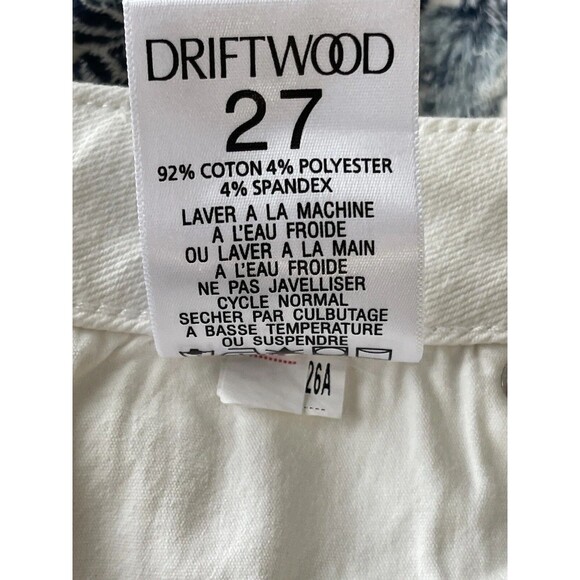 DRIFTWOOD
27
92% COTON 4% POLYESTER
4% SPANDEX
LAVER A LA MACHINE
A L'EAU FROIDE
OU LAVER A LA MAIN
A L'EAU FROIDE
NE PAS JAVELLISER
CYCLE NORMAL
SECHER PAR CULBUTAGE
A BASSE TEMPERATURE
OU SUSPENDRE
26A